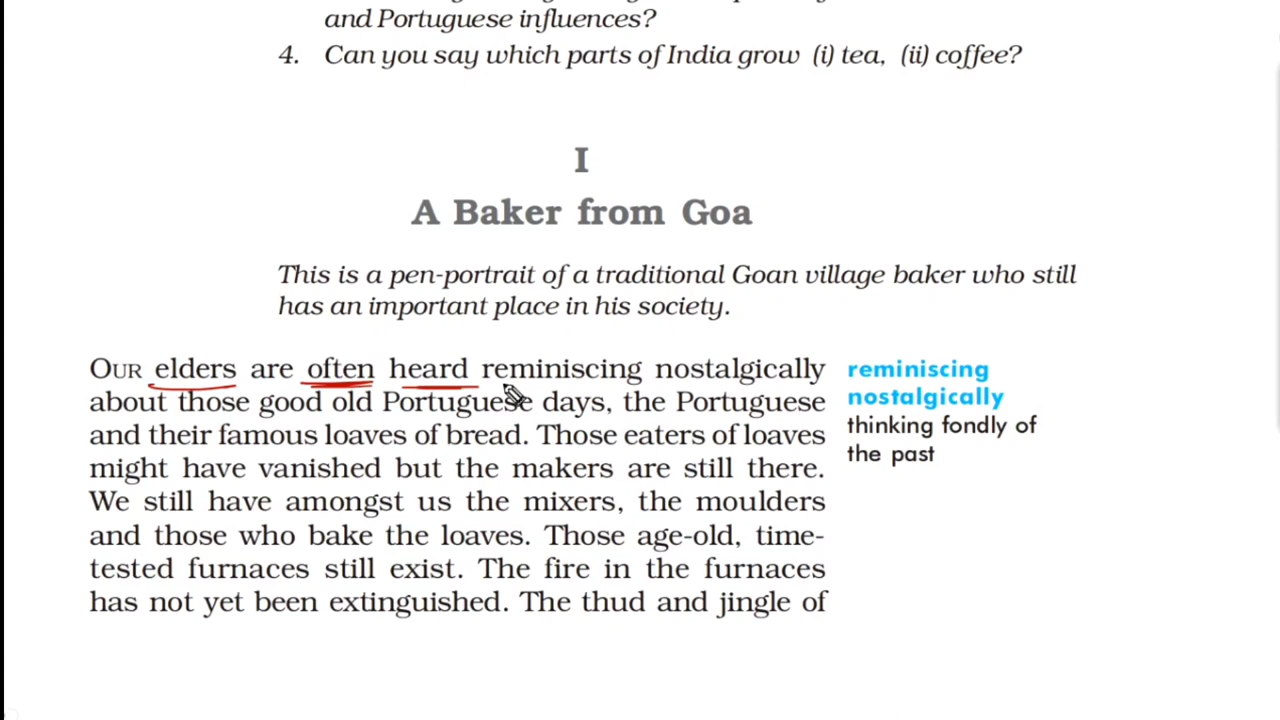 and Portuguese influences?
4. Can you say which parts of India grow (i) tea, (ii) coffee?
I
A Baker from Goa
This is a pen-portrait of a traditional Goan village baker who still
has an important place in his society.
OUR elders are often heard reminiscing nostalgically
about those good old Portuguese days, the Portuguese
and their famous loaves of bread. Those eaters of loaves
might have vanished but the makers are still there.
We still have amongst us the mixers, the moulders
and those who bake the loaves. Those age-old, time-
tested furnaces still exist. The fire in the furnaces
has not yet been extinguished. The thud and jingle of
reminiscing
nostalgically
thinking fondly of
the past